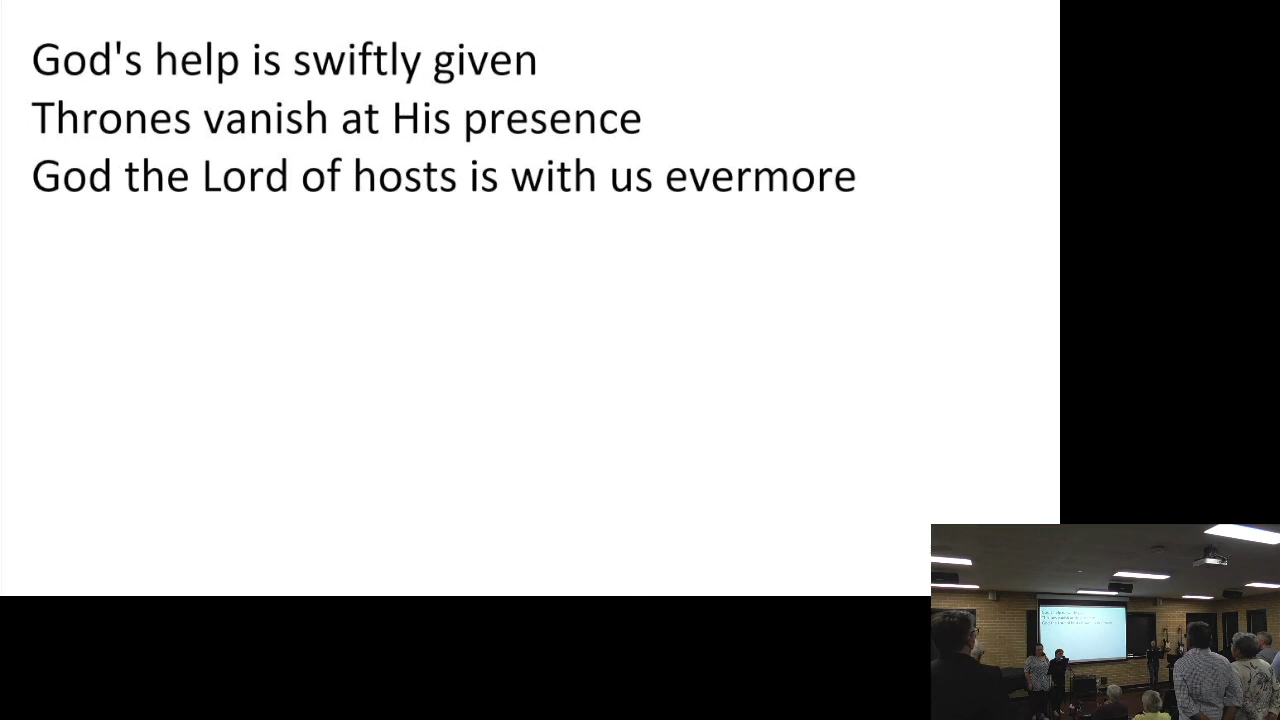 God's help is swiftly given
Thrones vanish at His presence
God the Lord of hosts is with us evermore